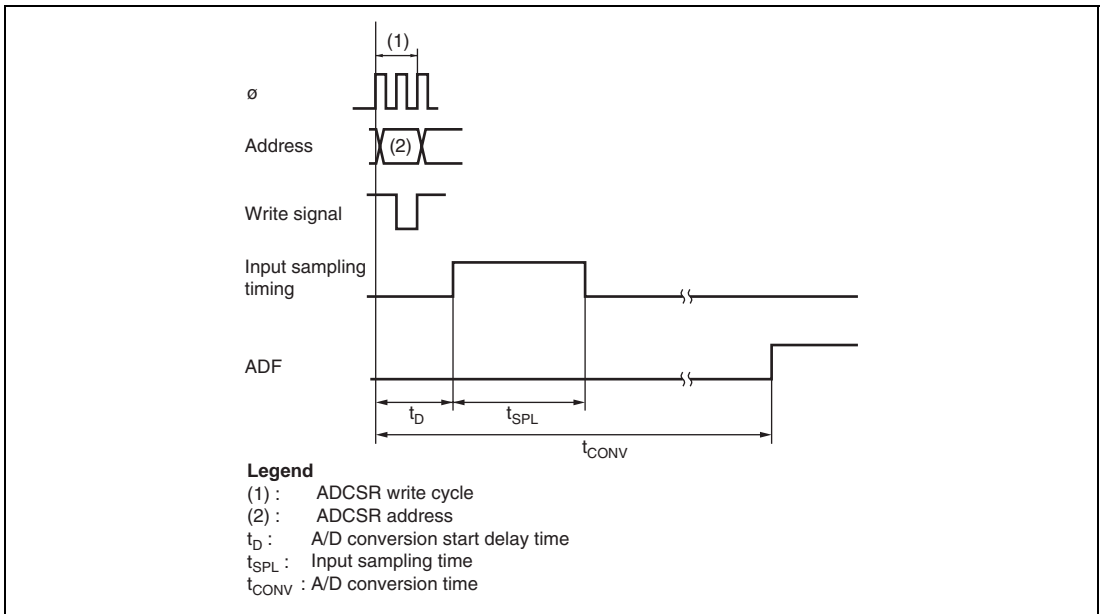 (1)
ø
Address
(2)
Write signal
Input sampling
timing
ADF
tD
tSPL
tCONV
Legend
(1) : ADCSR write cycle
(2) : ADCSR address
tD : A/D conversion start delay time
tSPL : Input sampling time
tCONV : A/D conversion time